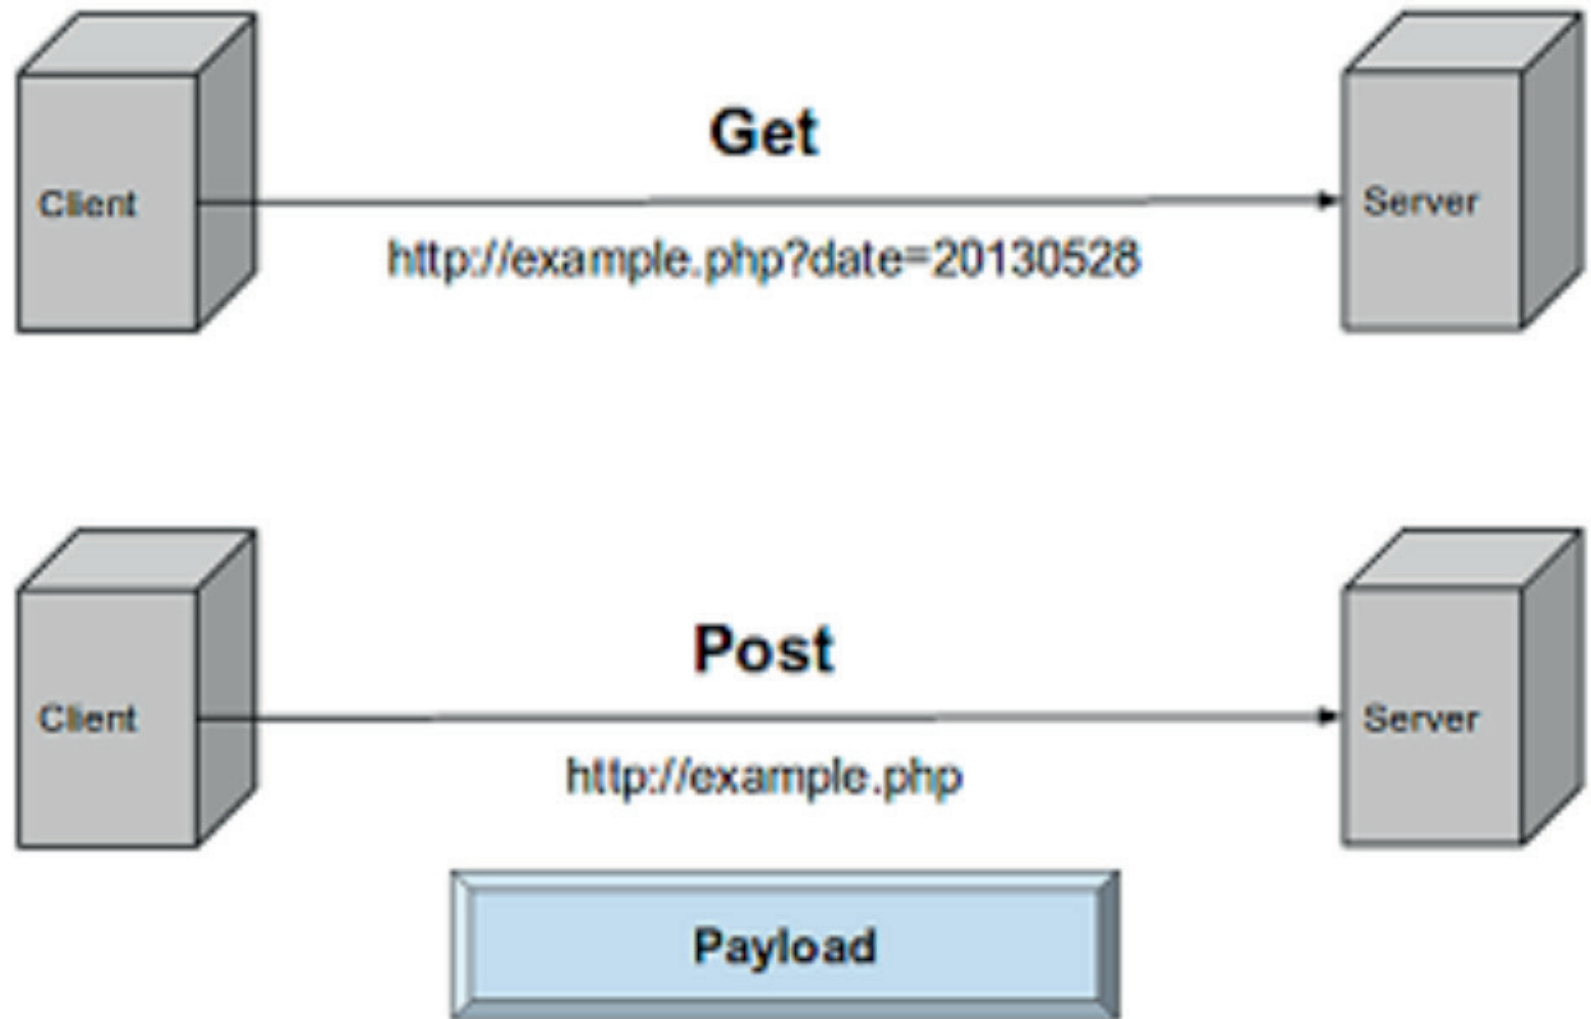 Get
Client
Server
http://example.php?date=20130528
Post
Client
Server
http://example.php
Payload